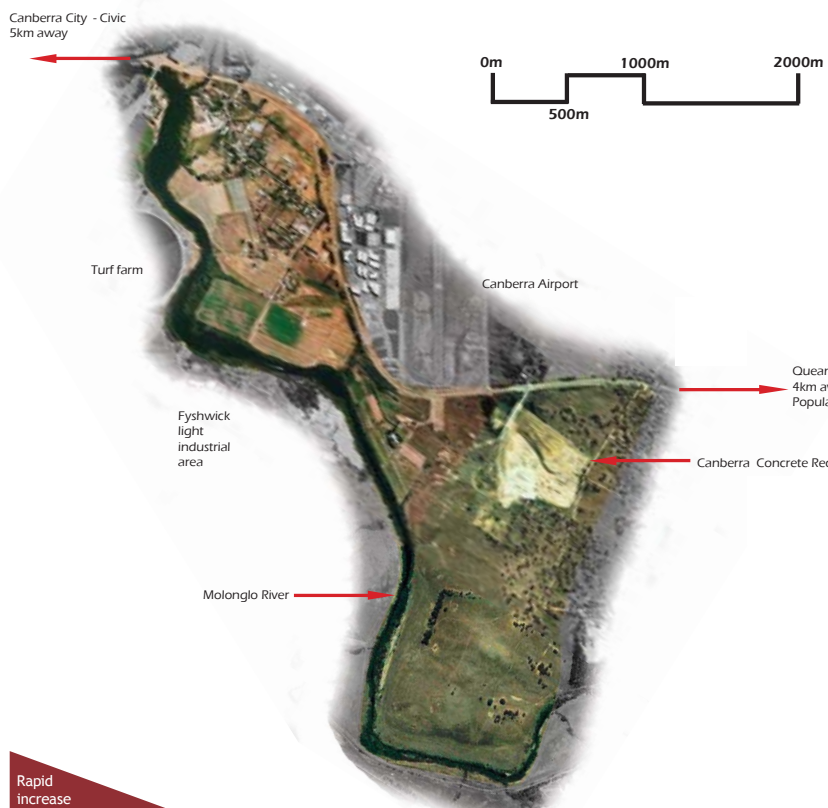 Canberra City - Civic
5km away
0m
1000m
2000m
500m
Turf farm
Canberra Airport
4km
Fyshwick
light
industrial
area
Canberra Concrete
Molonglo River
Rapid
increase